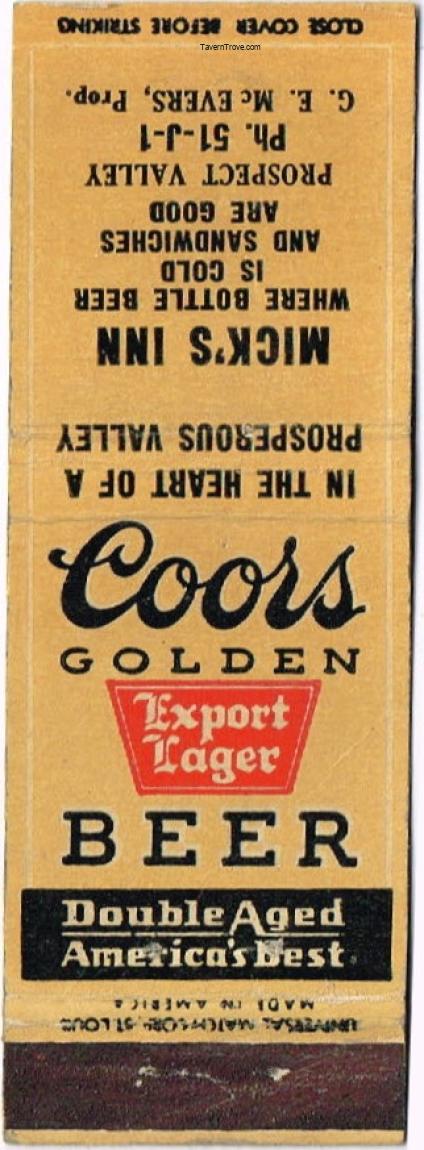 TavernTrove.com
Coors
GOLDEN
Export
Lager
BEER
Double Aged
America's Best
UNIVERSAL MATCH CORP. ST. LOUIS
MADE IN AMERICA
IN THE HEART OF A
PROSPEROUS VALLEY
MICK'S INN
WHERE BOTTLE BEER
IS COLD
AND SANDWICHES
ARE GOOD
PROSPECT VALLEY
Ph. 51-J-1
G. E. McEVERS, Prop.
CLOSE COVER BEFORE STRIKING